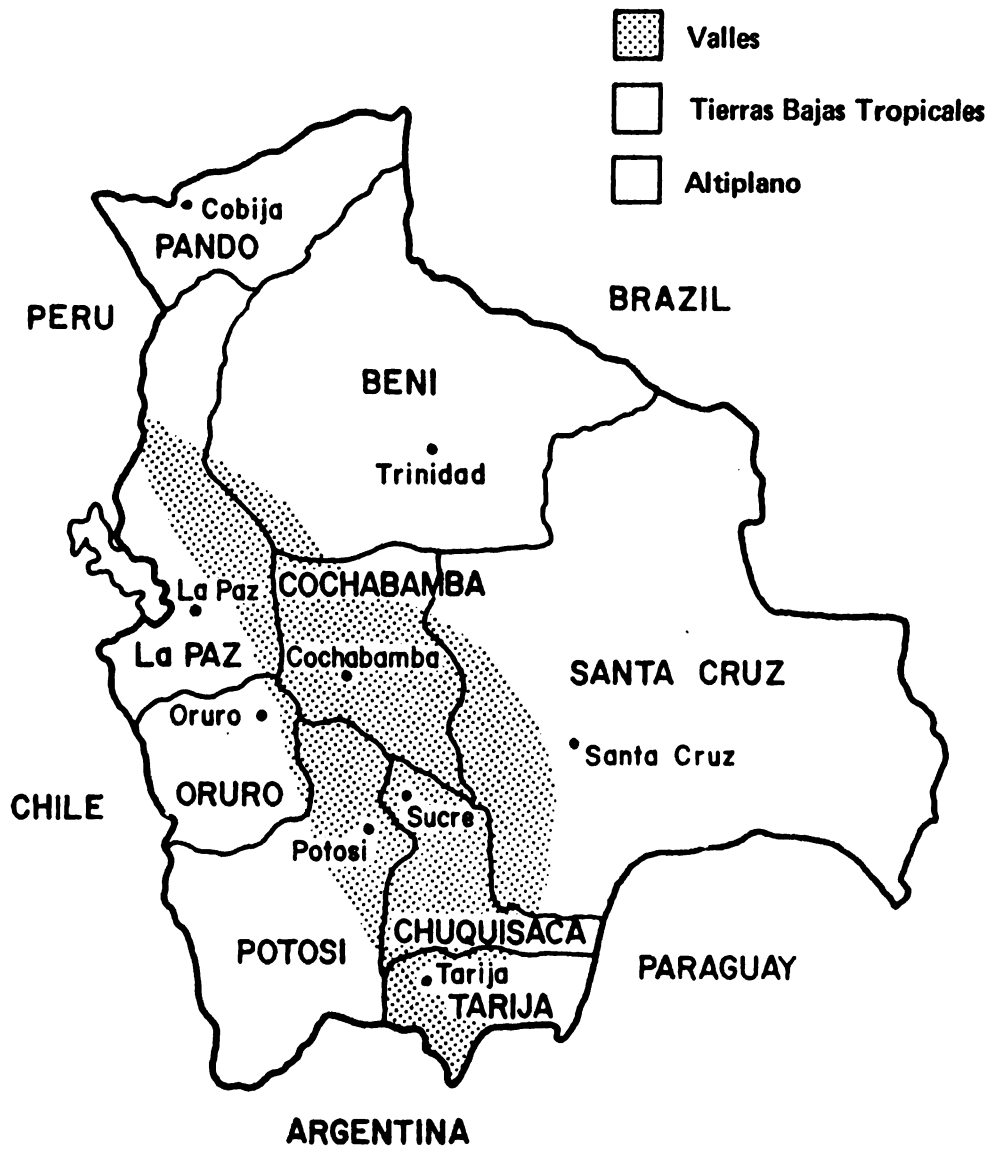 Valles
Tierras Bajas Tropicales
Altiplano
Cobija
PANDO
PERU
BRAZIL
BENI
Trinidad
La Paz
COCHABAMBA
La PAZ
Cochabamba
SANTA CRUZ
Oruro
Santa Cruz
ORURO
CHILE
Sucre
Potosi
CHUQUISACA
POTOSI
PARAGUAY
Tarija
TARIJA
ARGENTINA